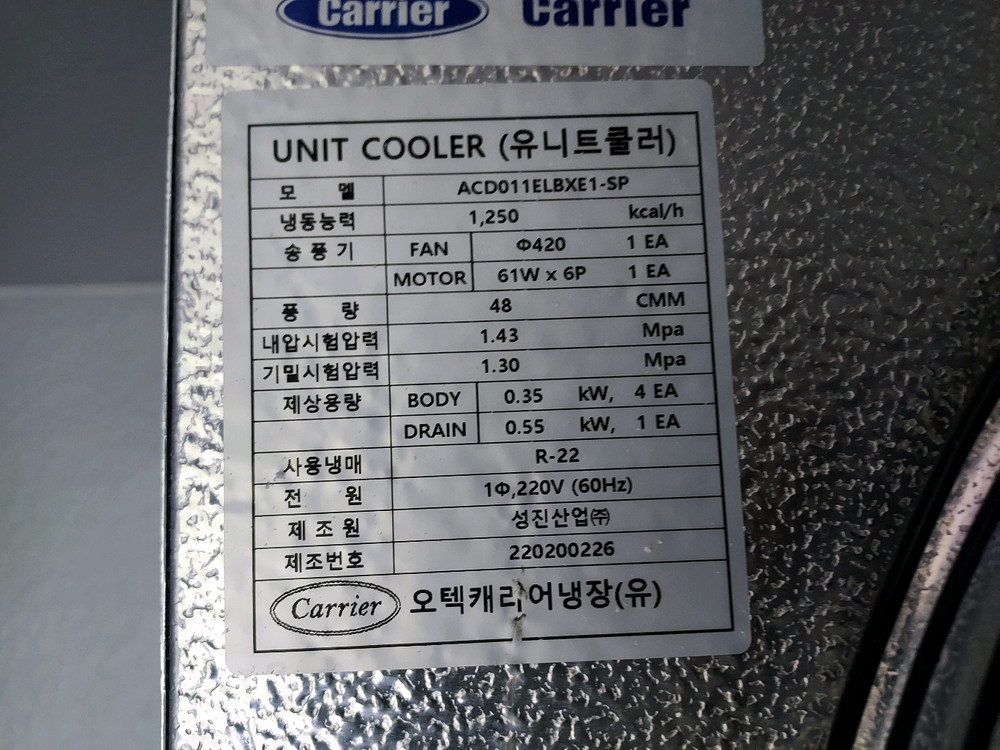 Carrier Carrier
UNIT COOLER (유니트쿨러)
모 델 ACD011ELBXE1-SP
냉동능력 1,250 kcal/h
송풍기 FAN Φ420 1 EA
MOTOR 61W x 6P 1 EA
풍 량 48 CMM
내압시험압력 1.43 Mpa
기밀시험압력 1.30 Mpa
제상용량 BODY 0.35 kW, 4 EA
DRAIN 0.55 kW, 1 EA
사용냉매 R-22
전 원 1Φ,220V (60Hz)
제 조 원 성진산업㈜
제조번호 220200226
Carrier 오텍캐리어냉장(유)